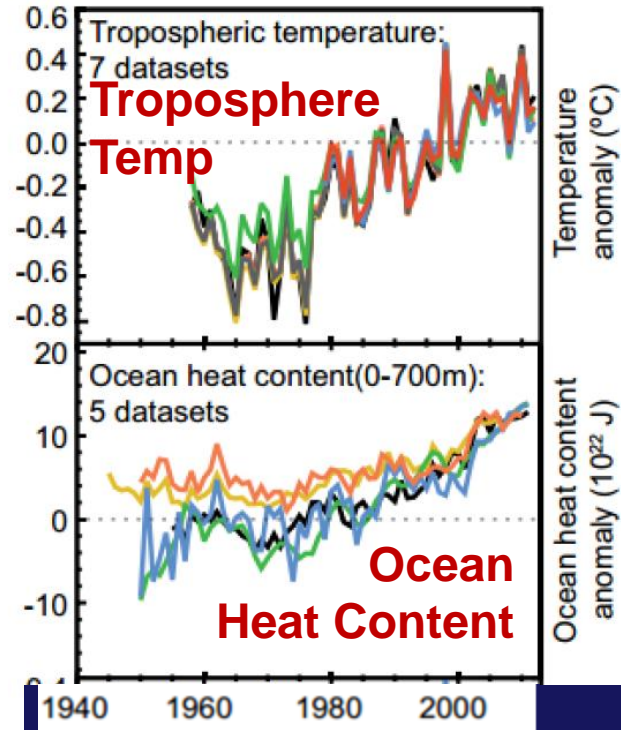 0.6
Tropospheric temperature:
0.4
7 datasets
Troposphere
0.2
0.0
Temp
-0.2
-0.4
-0.6
-0.8
Temperature
anomaly (ºC)
20
Ocean heat content(0-700m):
5 datasets
10
0
-10
Ocean
Heat Content
Ocean heat content
anomaly (10²² J)
1940 1960 1980 2000